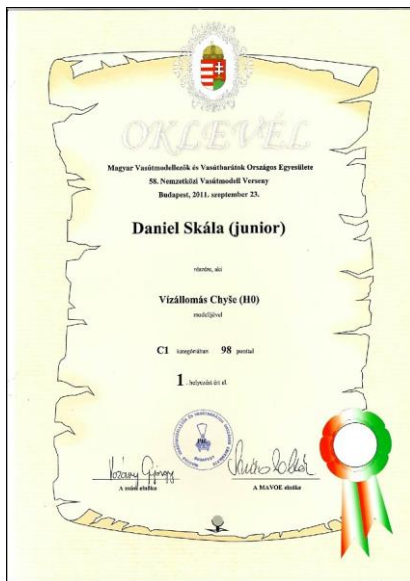 OKLEVÉL
Magyar Vasútmodellezők és Vasútbarátok Országos Egyesülete
58. Nemzetközi Vasútmodell Verseny
Budapest, 2011. szeptember 23.
Daniel Skála (junior)
részére, aki
Vízállomás Chyše (H0)
modelljével
C1 kategóriában 98 ponttal
1. helyezést ért el.
A zsűri elnöke
A MAVOE elnöke